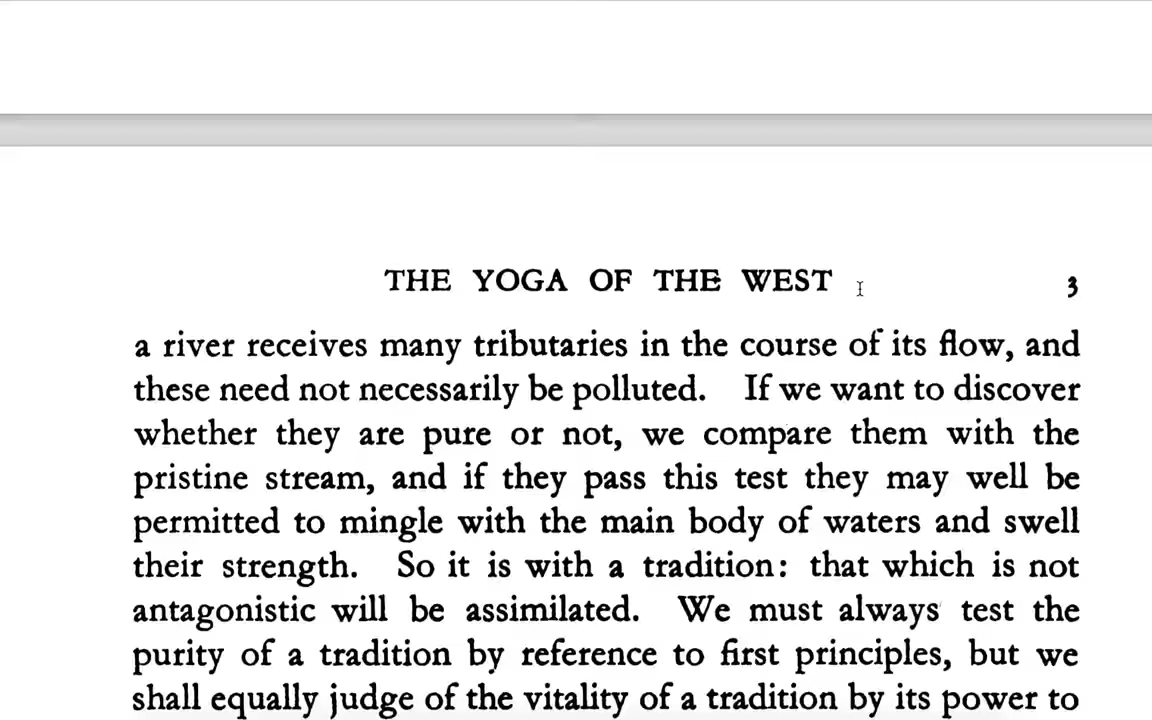 THE YOGA OF THE WEST 3
a river receives many tributaries in the course of its flow, and
these need not necessarily be polluted. If we want to discover
whether they are pure or not, we compare them with the
pristine stream, and if they pass this test they may well be
permitted to mingle with the main body of waters and swell
their strength. So it is with a tradition: that which is not
antagonistic will be assimilated. We must always test the
purity of a tradition by reference to first principles, but we
shall equally judge of the vitality of a tradition by its power to